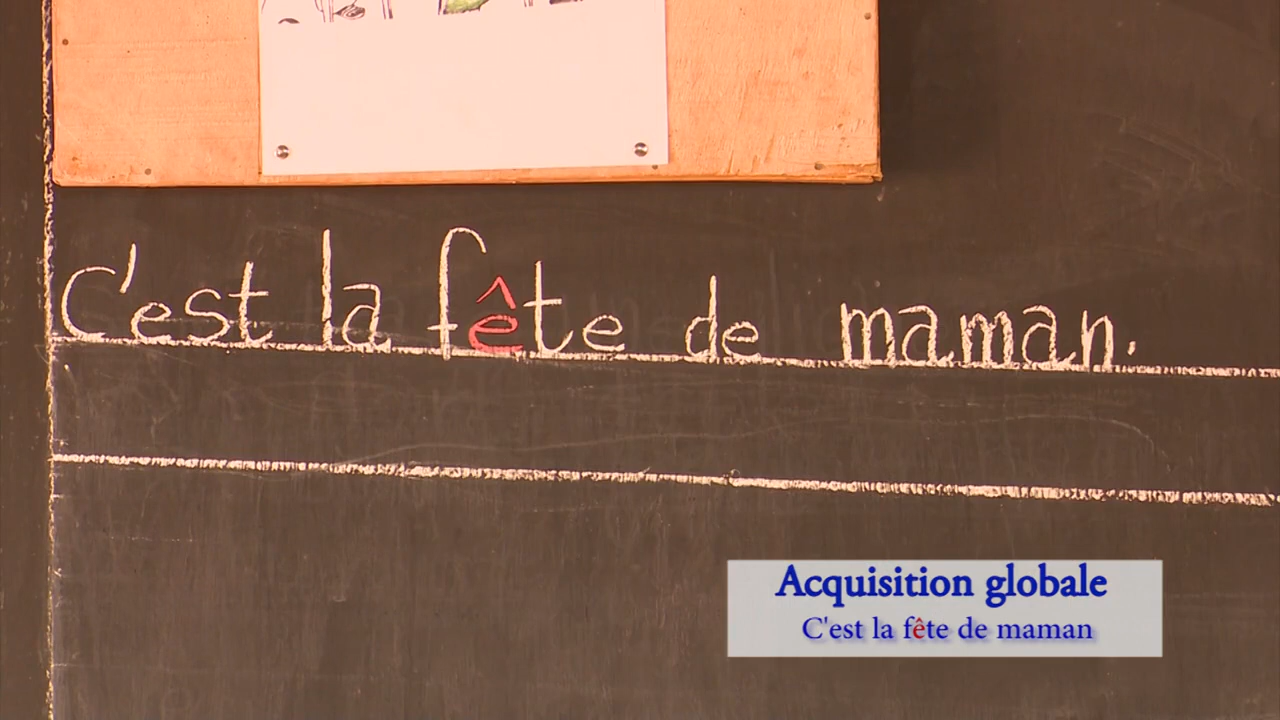 C'est la fête de maman.
Acquisition globale
C'est la fête de maman